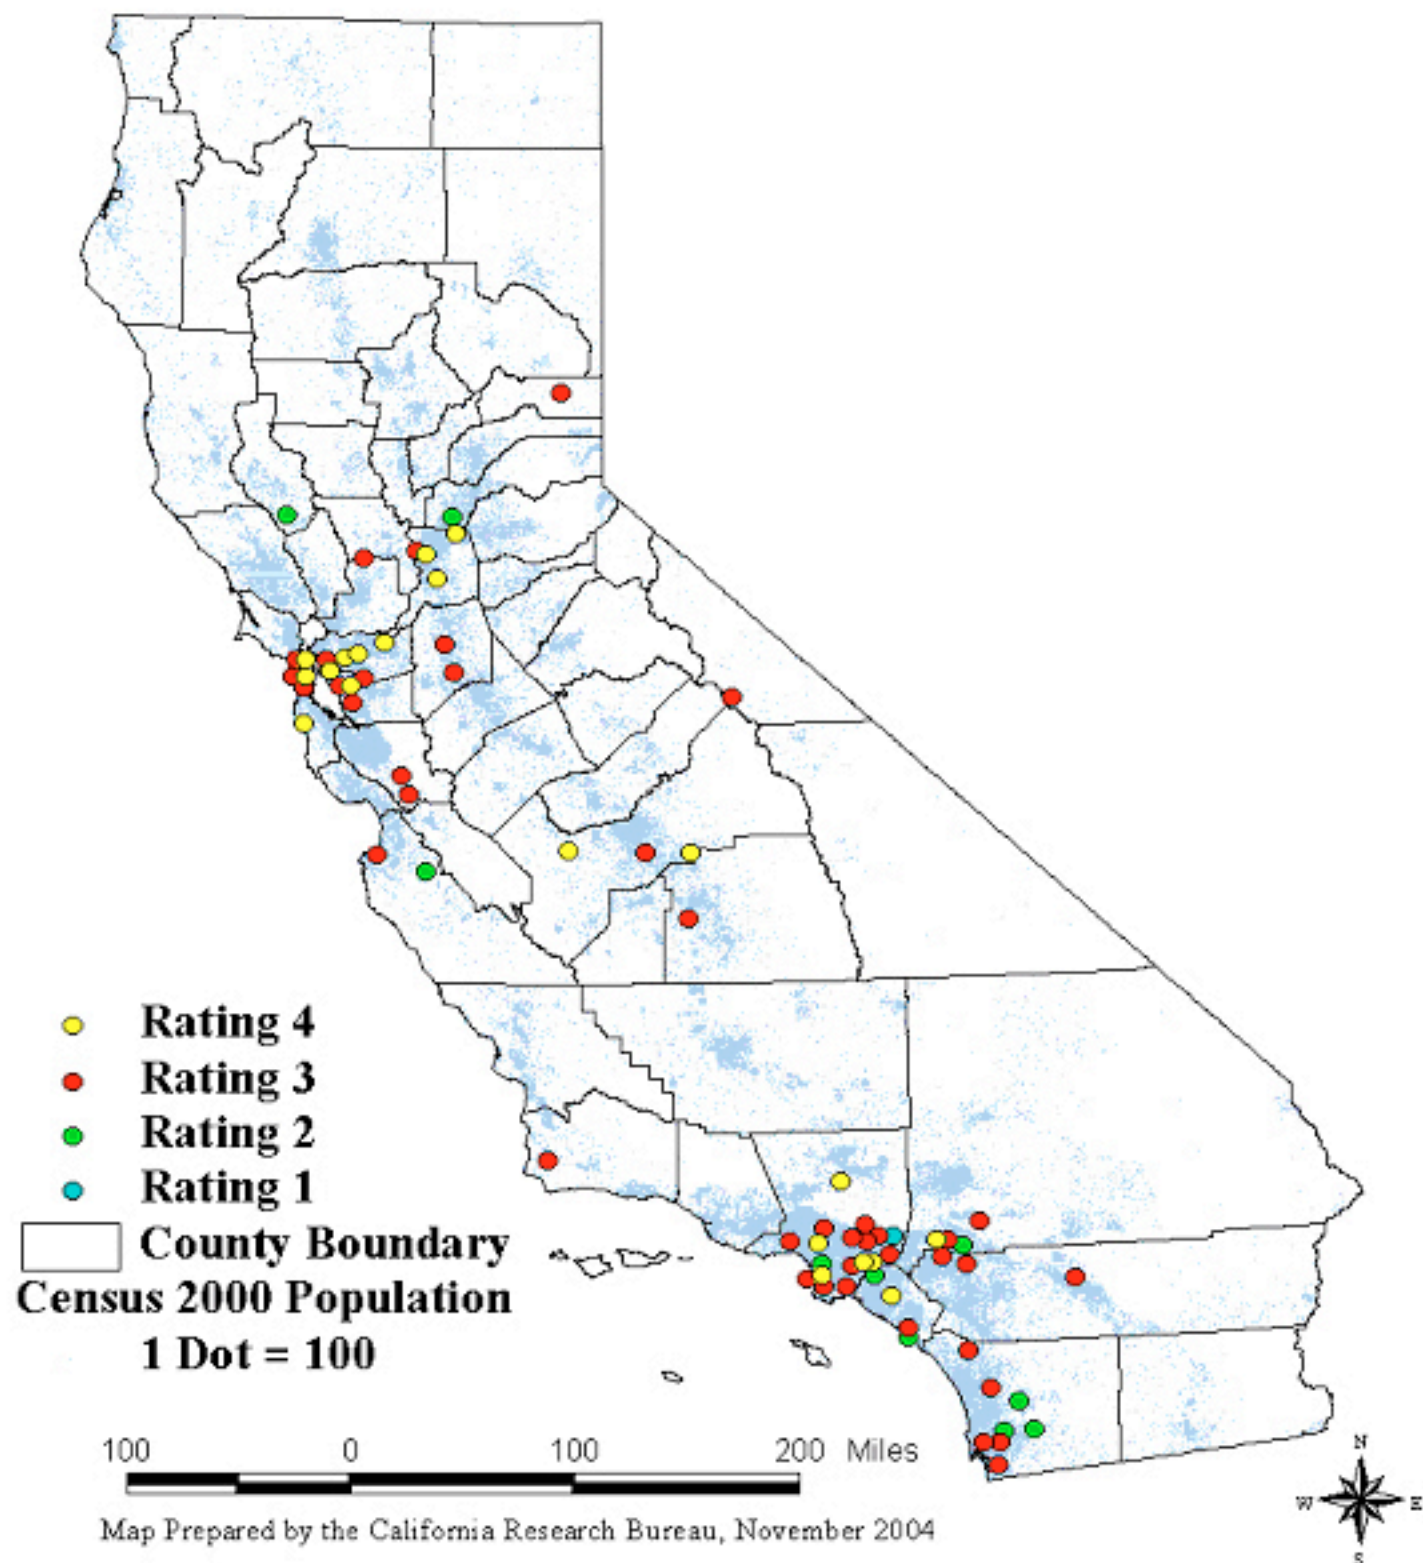 Rating 4
Rating 3
Rating 2
Rating 1
County Boundary
Census 2000 Population
1 Dot = 100
100 0 100 200 Miles
Map Prepared by the California Research Bureau, November 2004
N
W E
S